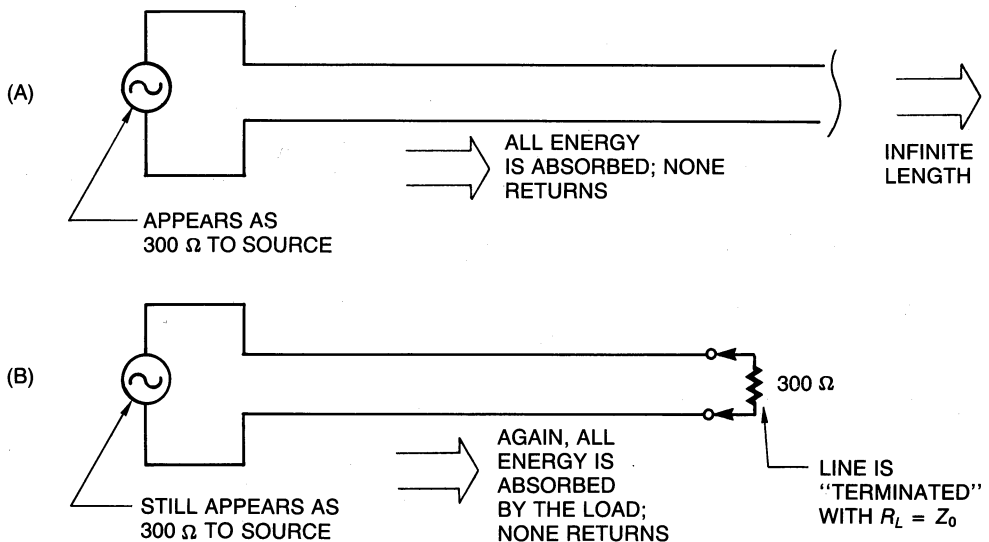 (A)
ALL ENERGY
IS ABSORBED; NONE
RETURNS
INFINITE
LENGTH
APPEARS AS
300 Ω TO SOURCE
(B)
300 Ω
AGAIN, ALL
ENERGY IS
ABSORBED
BY THE LOAD;
NONE RETURNS
LINE IS
"TERMINATED"
WITH R_L = Z_0
STILL APPEARS AS
300 Ω TO SOURCE